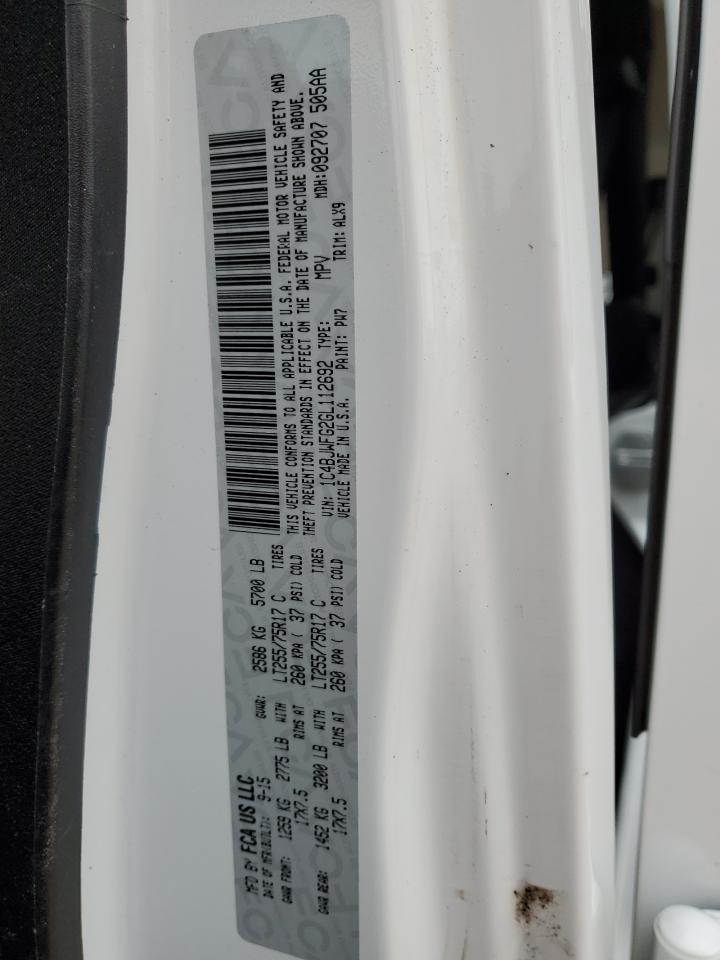 MFD BY FCA US LLC
DATE OF MFR(BUILT): 9-15 GVWR: 2586 KG 5700 LB
GAWR FRONT: 1259 KG 2775 LB WITH LT255/75R17 C TIRES
17X7.5 RIMS AT 260 KPA ( 37 PSI) COLD
GAWR REAR: 1452 KG 3200 LB WITH LT255/75R17 C TIRES
17X7.5 RIMS AT 260 KPA ( 37 PSI) COLD
THIS VEHICLE CONFORMS TO ALL APPLICABLE U.S.A. FEDERAL MOTOR VEHICLE SAFETY AND
THEFT PREVENTION STANDARDS IN EFFECT ON THE DATE OF MANUFACTURE SHOWN ABOVE.
VIN: 1C4BJWFG2GL112692 TYPE: MPV MDH:092707 505AA
VEHICLE MADE IN U.S.A. PAINT: PW7 TRIM: ALX9